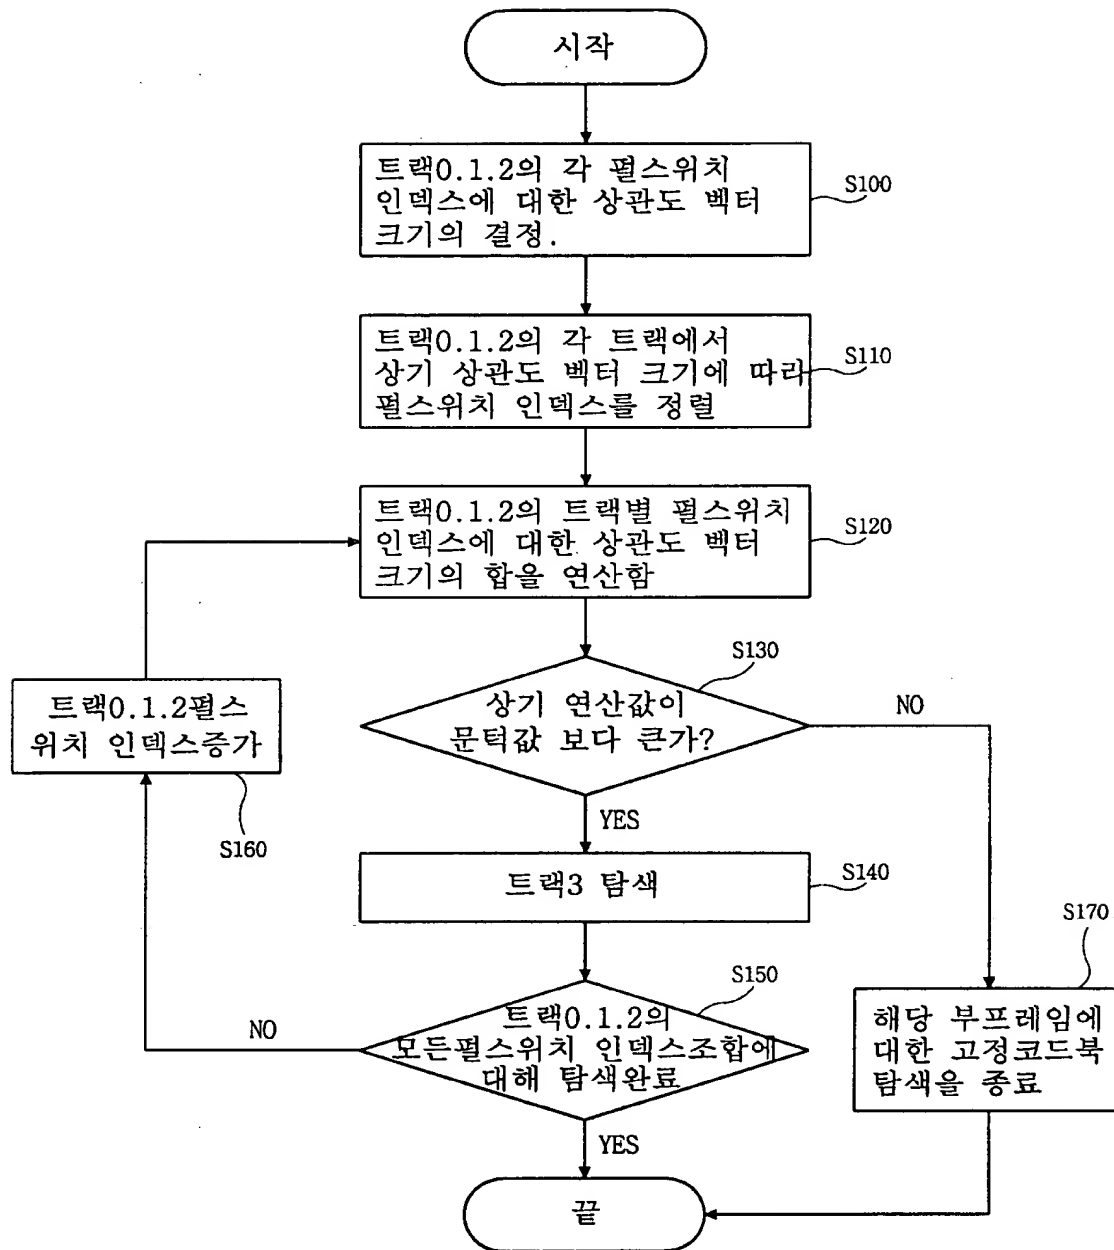 시작
트랙0.1.2의 각 펄스위치
인덱스에 대한 상관도 벡터
크기의 결정.
S100
트랙0.1.2의 각 트랙에서
상기 상관도 벡터 크기에 따라
펄스위치 인덱스를 정렬
S110
트랙0.1.2의 트랙별 펄스위치
인덱스에 대한 상관도 벡터
크기의 합을 연산함
S120
상기 연산값이
문턱값 보다 큰가?
S130
NO
YES
트랙0.1.2펄스
위치 인덱스증가
S160
트랙3 탐색
S140
트랙0.1.2의
모든펄스위치 인덱스조합에
대해 탐색완료
S150
NO
YES
해당 부프레임에
대한 고정코드북
탐색을 종료
S170
끝